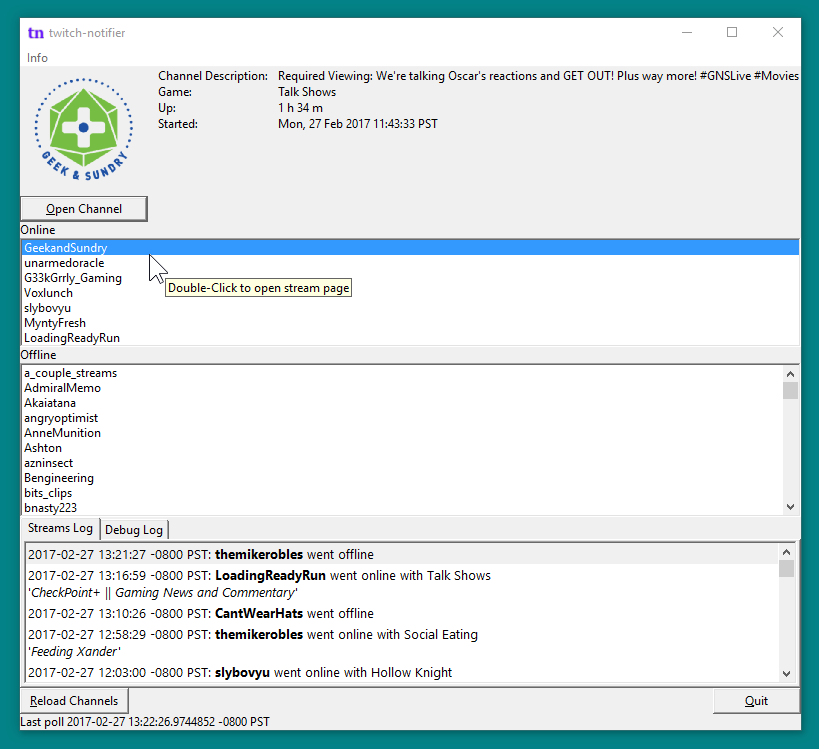 tn twitch-notifier
Info
GEEK & SUNDRY
Channel Description: Required Viewing: We're talking Oscar's reactions and GET OUT! Plus way more! #GNSLive #Movies
Game: Talk Shows
Up: 1 h 34 m
Started: Mon, 27 Feb 2017 11:43:33 PST
Open Channel
Online
GeekandSundry
unarmedoracle
G33kGrrly_Gaming
Voxlunch
slybovyu
MyntyFresh
LoadingReadyRun
Double-Click to open stream page
Offline
a_couple_streams
AdmiralMemo
Akaiatana
angryoptimist
AnneMunition
Ashton
azninsect
Bengineering
bits_clips
bnasty223
Streams Log Debug Log
2017-02-27 13:21:27 -0800 PST: themikerobles went offline
2017-02-27 13:16:59 -0800 PST: LoadingReadyRun went online with Talk Shows
'CheckPoint+ || Gaming News and Commentary'
2017-02-27 13:10:26 -0800 PST: CantWearHats went offline
2017-02-27 12:58:29 -0800 PST: themikerobles went online with Social Eating
'Feeding Xander'
2017-02-27 12:03:00 -0800 PST: slybovyu went online with Hollow Knight
Reload Channels Quit
Last poll 2017-02-27 13:22:26.9744852 -0800 PST